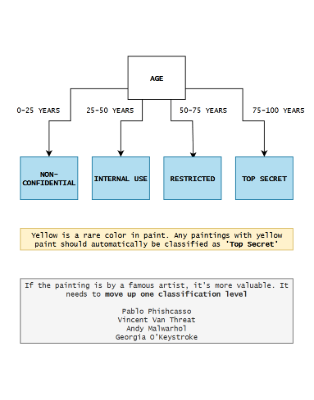 AGE
0-25 YEARS
25-50 YEARS
50-75 YEARS
75-100 YEARS
NON-
CONFIDENTIAL
INTERNAL USE
RESTRICTED
TOP SECRET
Yellow is a rare color in paint. Any paintings with yellow
paint should automatically be classified as 'Top Secret'
If the painting is by a famous artist, it's more valuable. It
needs to move up one classification level
Pablo Phishcasso
Vincent Van Threat
Andy Malwarhol
Georgia O'Keystroke